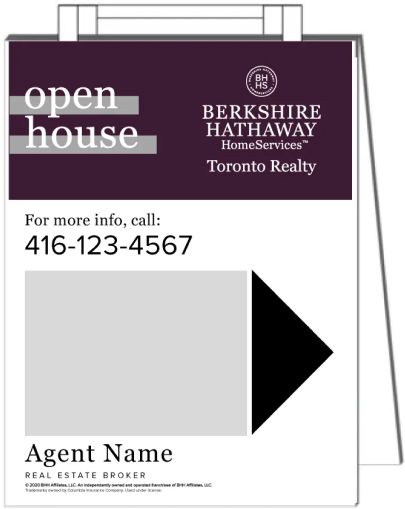 open
house
BH
HS
BERKSHIRE
HATHAWAY
HomeServices™
Toronto Realty
For more info, call:
416-123-4567
Agent Name
REAL ESTATE BROKER
© 2020 BHH Affiliates, LLC. An independently owned and operated franchisee of BHH Affiliates, LLC.
Trademarks owned by Columbia Insurance Company. Used under license.